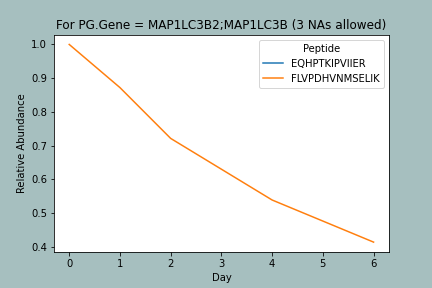 For PG.Gene = MAP1LC3B2;MAP1LC3B (3 NAs allowed)
Relative Abundance
1.0
0.9
0.8
0.7
0.6
0.5
0.4
Peptide
EQHPTKIPVIIER
FLVPDHVNMSELIK
0 1 2 3 4 5 6
Day